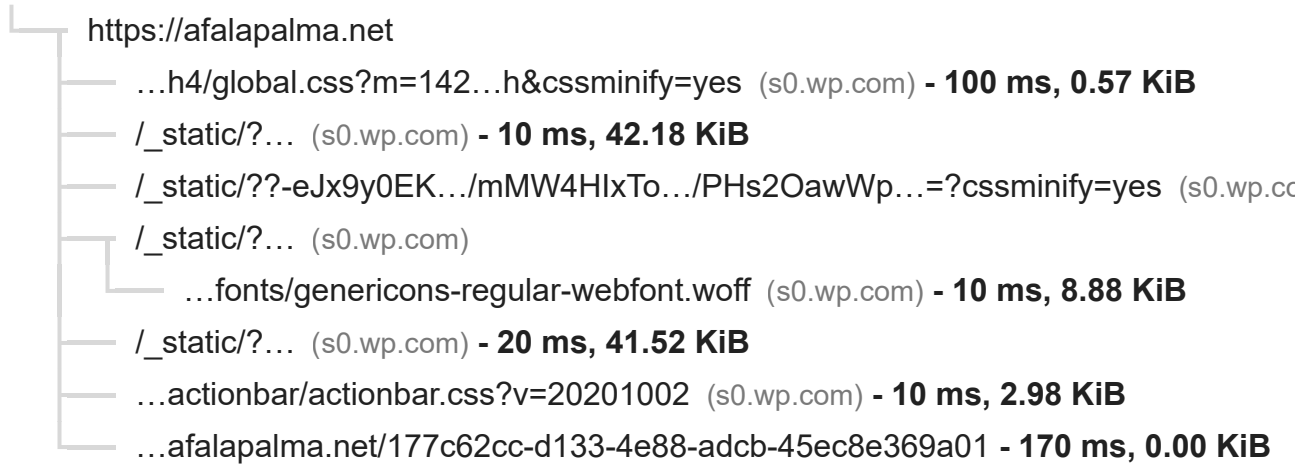 https://afalapalma.net
…h4/global.css?m=142…h&cssminify=yes (s0.wp.com) - 100 ms, 0.57 KiB
/_static/?… (s0.wp.com) - 10 ms, 42.18 KiB
/_static/??-eJx9y0EK…/mMW4HIxTo…/PHs2OawWp…=?cssminify=yes (s0.wp.co
/_static/?… (s0.wp.com)
…fonts/genericons-regular-webfont.woff (s0.wp.com) - 10 ms, 8.88 KiB
/_static/?… (s0.wp.com) - 20 ms, 41.52 KiB
…actionbar/actionbar.css?v=20201002 (s0.wp.com) - 10 ms, 2.98 KiB
…afalapalma.net/177c62cc-d133-4e88-adcb-45ec8e369a01 - 170 ms, 0.00 KiB